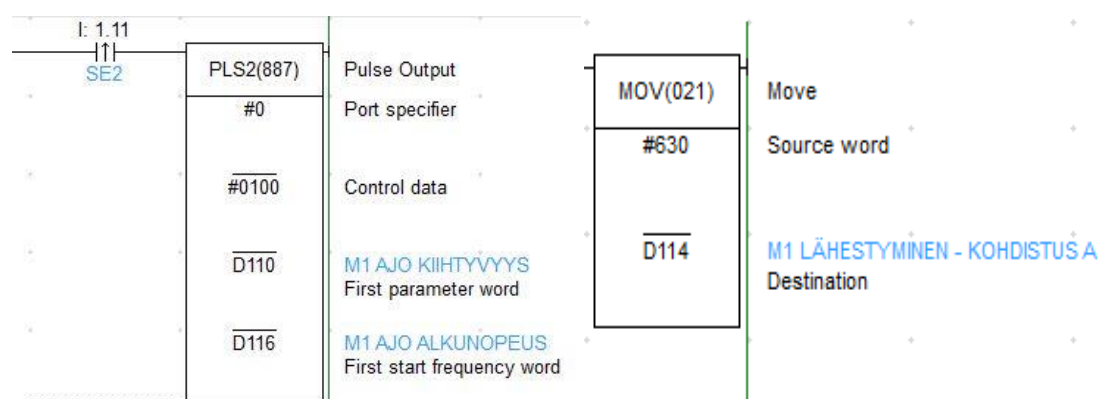 I: 1.11
SE2
PLS2(887)
Pulse Output
#0
Port specifier
#0100
Control data
D110
M1 AJO KIIHTYVYYS
First parameter word
D116
M1 AJO ALKUNOPEUS
First start frequency word
MOV(021)
Move
#630
Source word
D114
M1 LÄHESTYMINEN - KOHDISTUS A
Destination